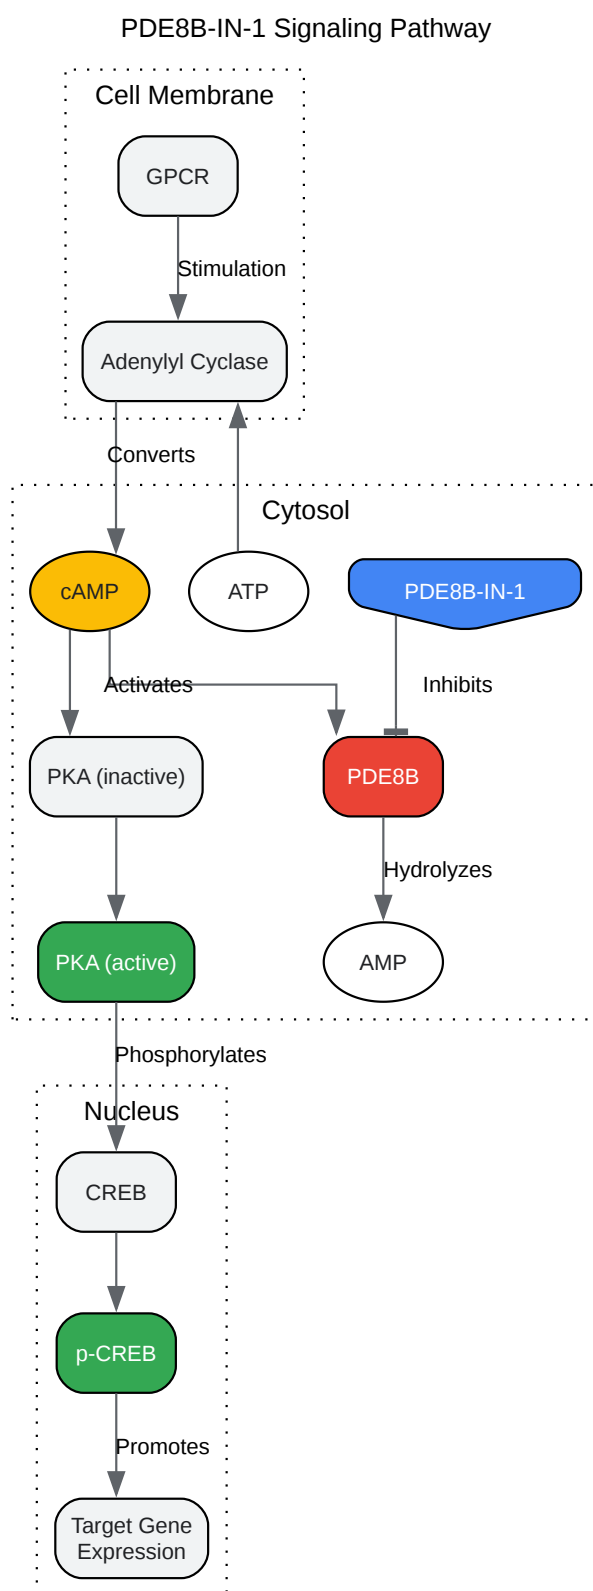 PDE8B-IN-1 Signaling Pathway
Cell Membrane
GPCR
Stimulation
Adenylyl Cyclase
Converts
Cytosol
cAMP
ATP
PDE8B-IN-1
Activates
Inhibits
PKA (inactive)
PDE8B
Hydrolyzes
PKA (active)
AMP
Phosphorylates
Nucleus
CREB
p-CREB
Promotes
Target Gene
Expression